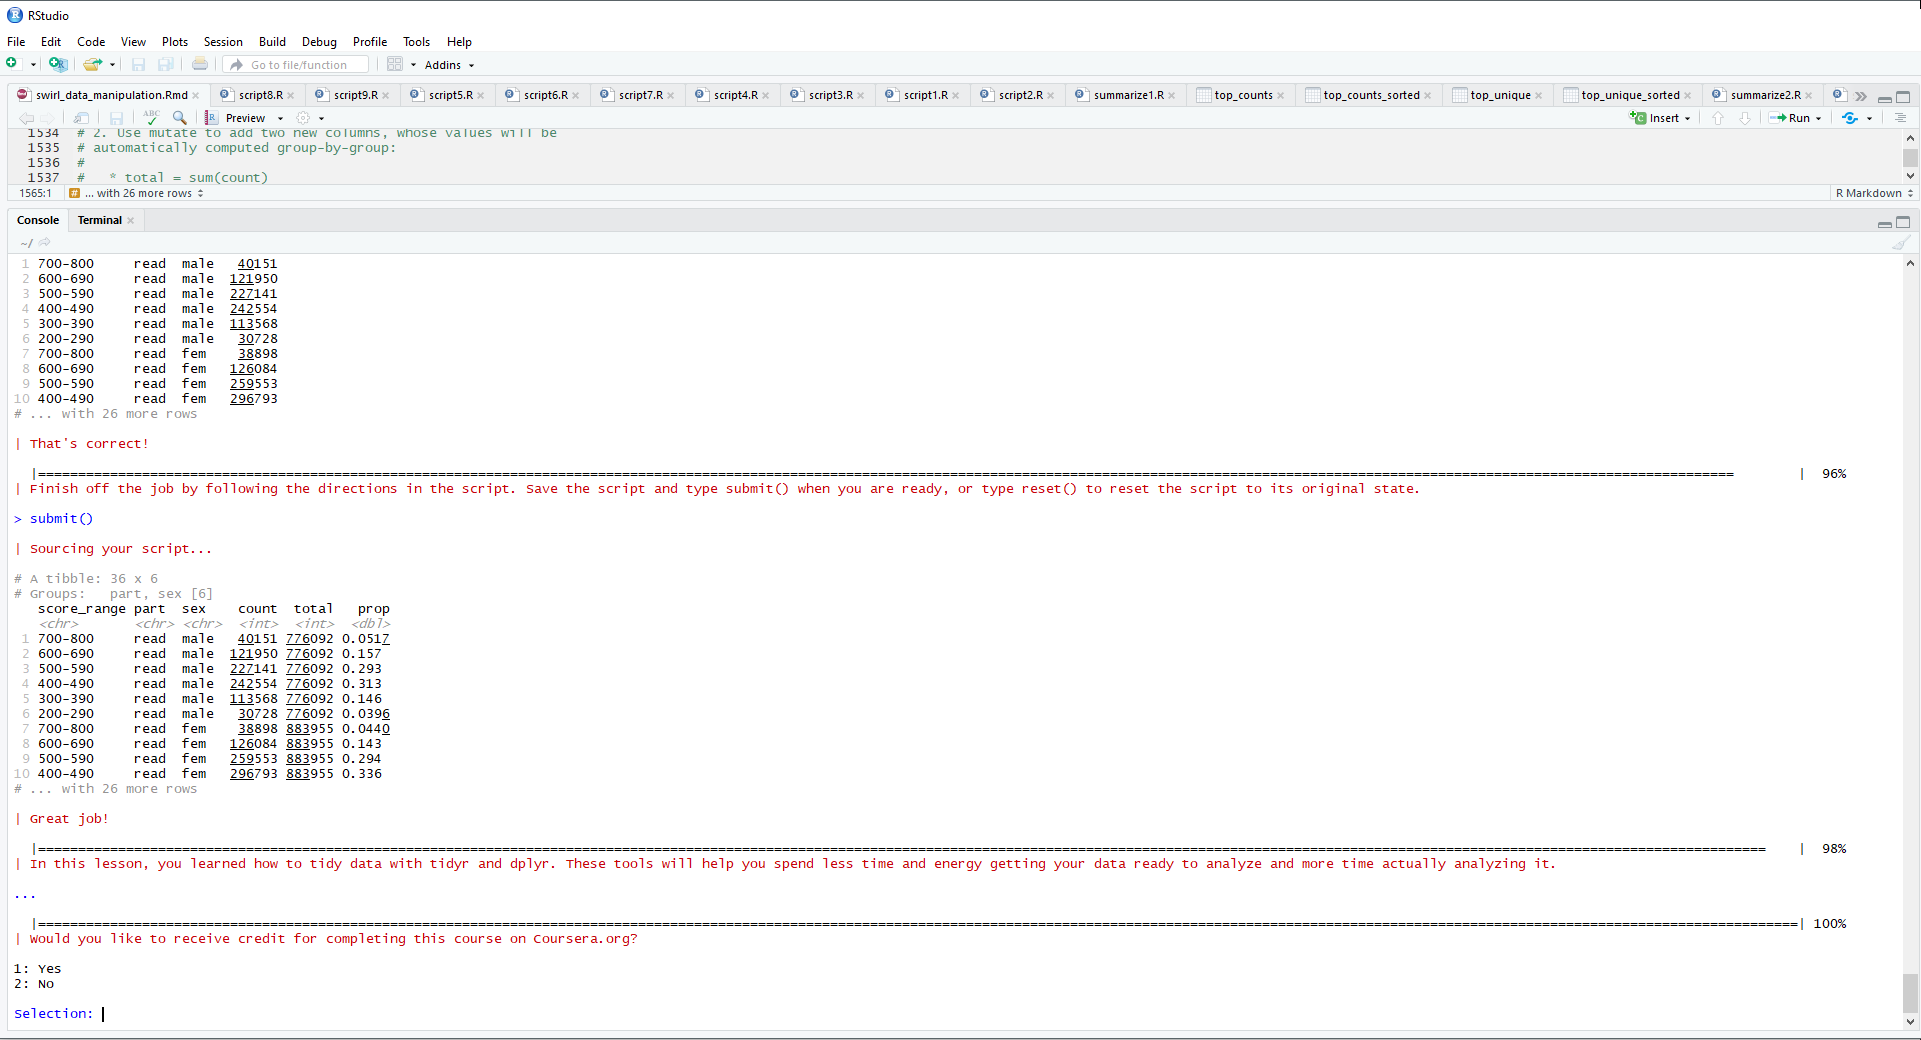 RStudio
File Edit Code View Plots Session Build Debug Profile Tools Help
Go to file/function Addins
swirl_data_manipulation.Rmd script8.R script9.R script5.R script6.R script7.R script4.R script3.R script1.R script2.R summarize1.R top_counts top_counts_sorted top_unique top_unique_sorted summarize2.R
ABC Preview Insert Run
1534 # 2. Use mutate to add two new columns, whose values will be
1535 # automatically computed group-by-group:
1536 #
1537 #   * total = sum(count)
1565:1 # ... with 26 more rows R Markdown
Console Terminal
~/
1 700-800 read male 40151
2 600-690 read male 121950
3 500-590 read male 227141
4 400-490 read male 242554
5 300-390 read male 113568
6 200-290 read male 30728
7 700-800 read fem 38898
8 600-690 read fem 126084
9 500-590 read fem 259553
10 400-490 read fem 296793
# ... with 26 more rows
| That's correct!
|====| 96%
| Finish off the job by following the directions in the script. Save the script and type submit() when you are ready, or type reset() to reset the script to its original state.
> submit()
| Sourcing your script...
# A tibble: 36 x 6
# Groups:   part, sex [6]
score_range part sex count total prop
<chr> <chr> <chr> <int> <int> <dbl>
1 700-800 read male 40151 776092 0.0517
2 600-690 read male 121950 776092 0.157
3 500-590 read male 227141 776092 0.293
4 400-490 read male 242554 776092 0.313
5 300-390 read male 113568 776092 0.146
6 200-290 read male 30728 776092 0.0396
7 700-800 read fem 38898 883955 0.0440
8 600-690 read fem 126084 883955 0.143
9 500-590 read fem 259553 883955 0.294
10 400-490 read fem 296793 883955 0.336
# ... with 26 more rows
| Great job!
|====| 98%
| In this lesson, you learned how to tidy data with tidyr and dplyr. These tools will help you spend less time and energy getting your data ready to analyze and more time actually analyzing it.
...
|====| 100%
| Would you like to receive credit for completing this course on Coursera.org?
1: Yes
2: No
Selection: